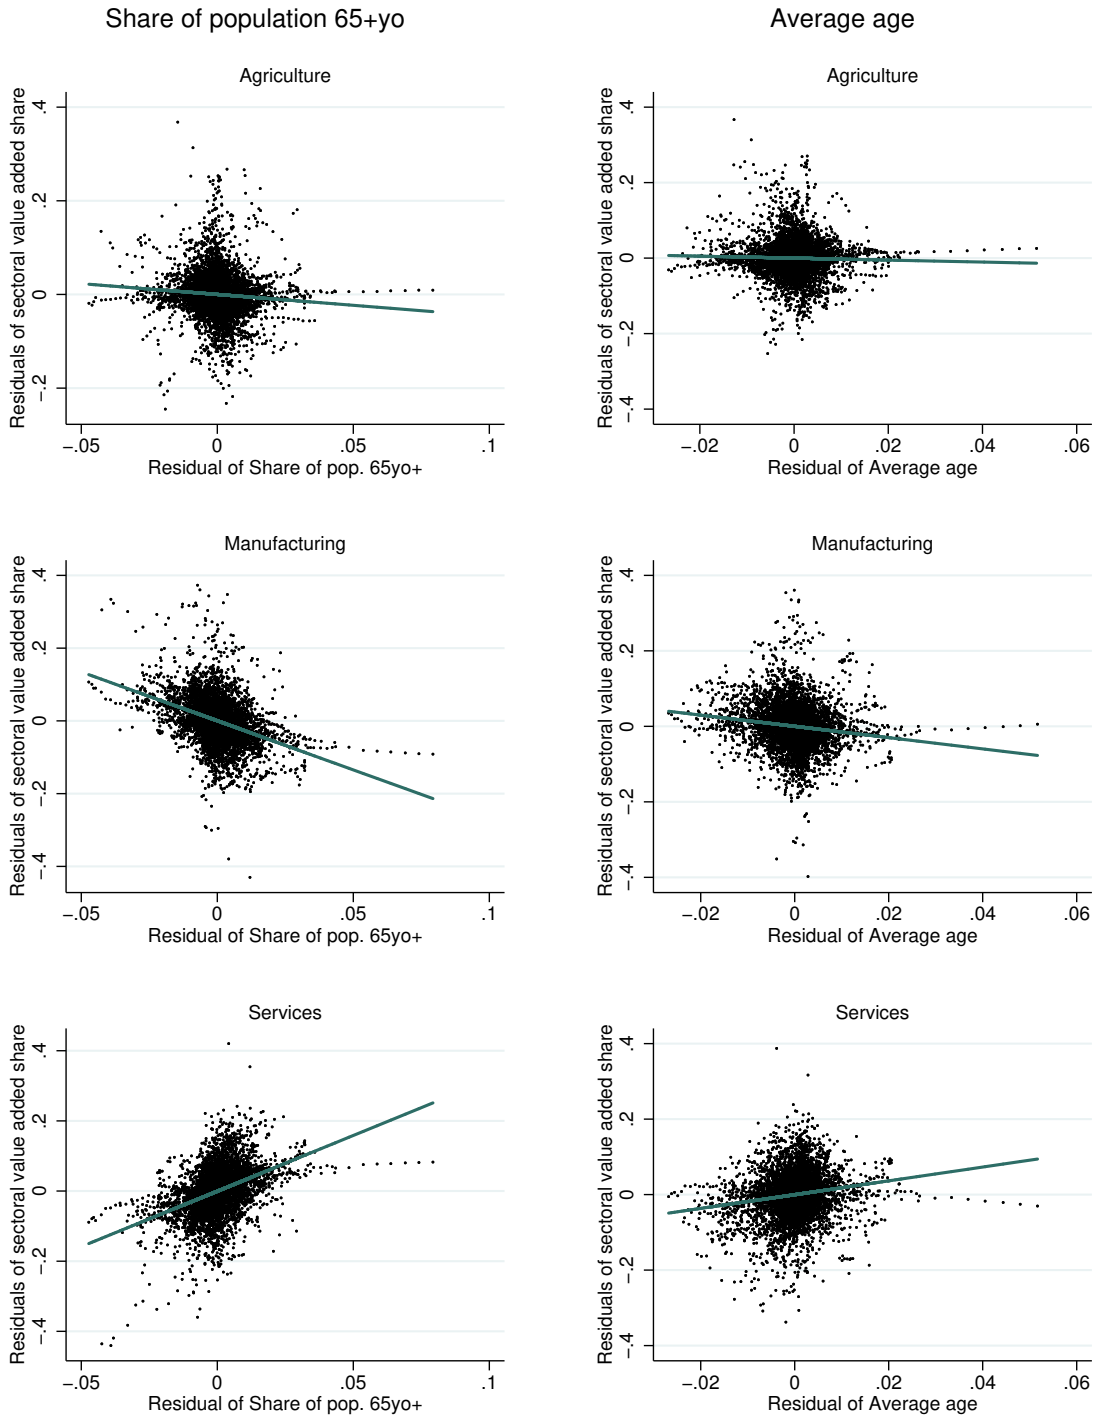 Share of population 65+yo
Average age
Agriculture
Residuals of sectoral value added share
.4
.2
0
−.2
−.05
0
.05
.1
Residual of Share of pop. 65yo+
Agriculture
Residuals of sectoral value added share
.4
.2
0
−.2
−.4
−.02
0
.02
.04
.06
Residual of Average age
Manufacturing
Residuals of sectoral value added share
.4
.2
0
−.2
−.4
−.05
0
.05
.1
Residual of Share of pop. 65yo+
Manufacturing
Residuals of sectoral value added share
.4
.2
0
−.2
−.4
−.02
0
.02
.04
.06
Residual of Average age
Services
Residuals of sectoral value added share
.4
.2
0
−.2
−.4
−.05
0
.05
.1
Residual of Share of pop. 65yo+
Services
Residuals of sectoral value added share
.4
.2
0
−.2
−.4
−.02
0
.02
.04
.06
Residual of Average age